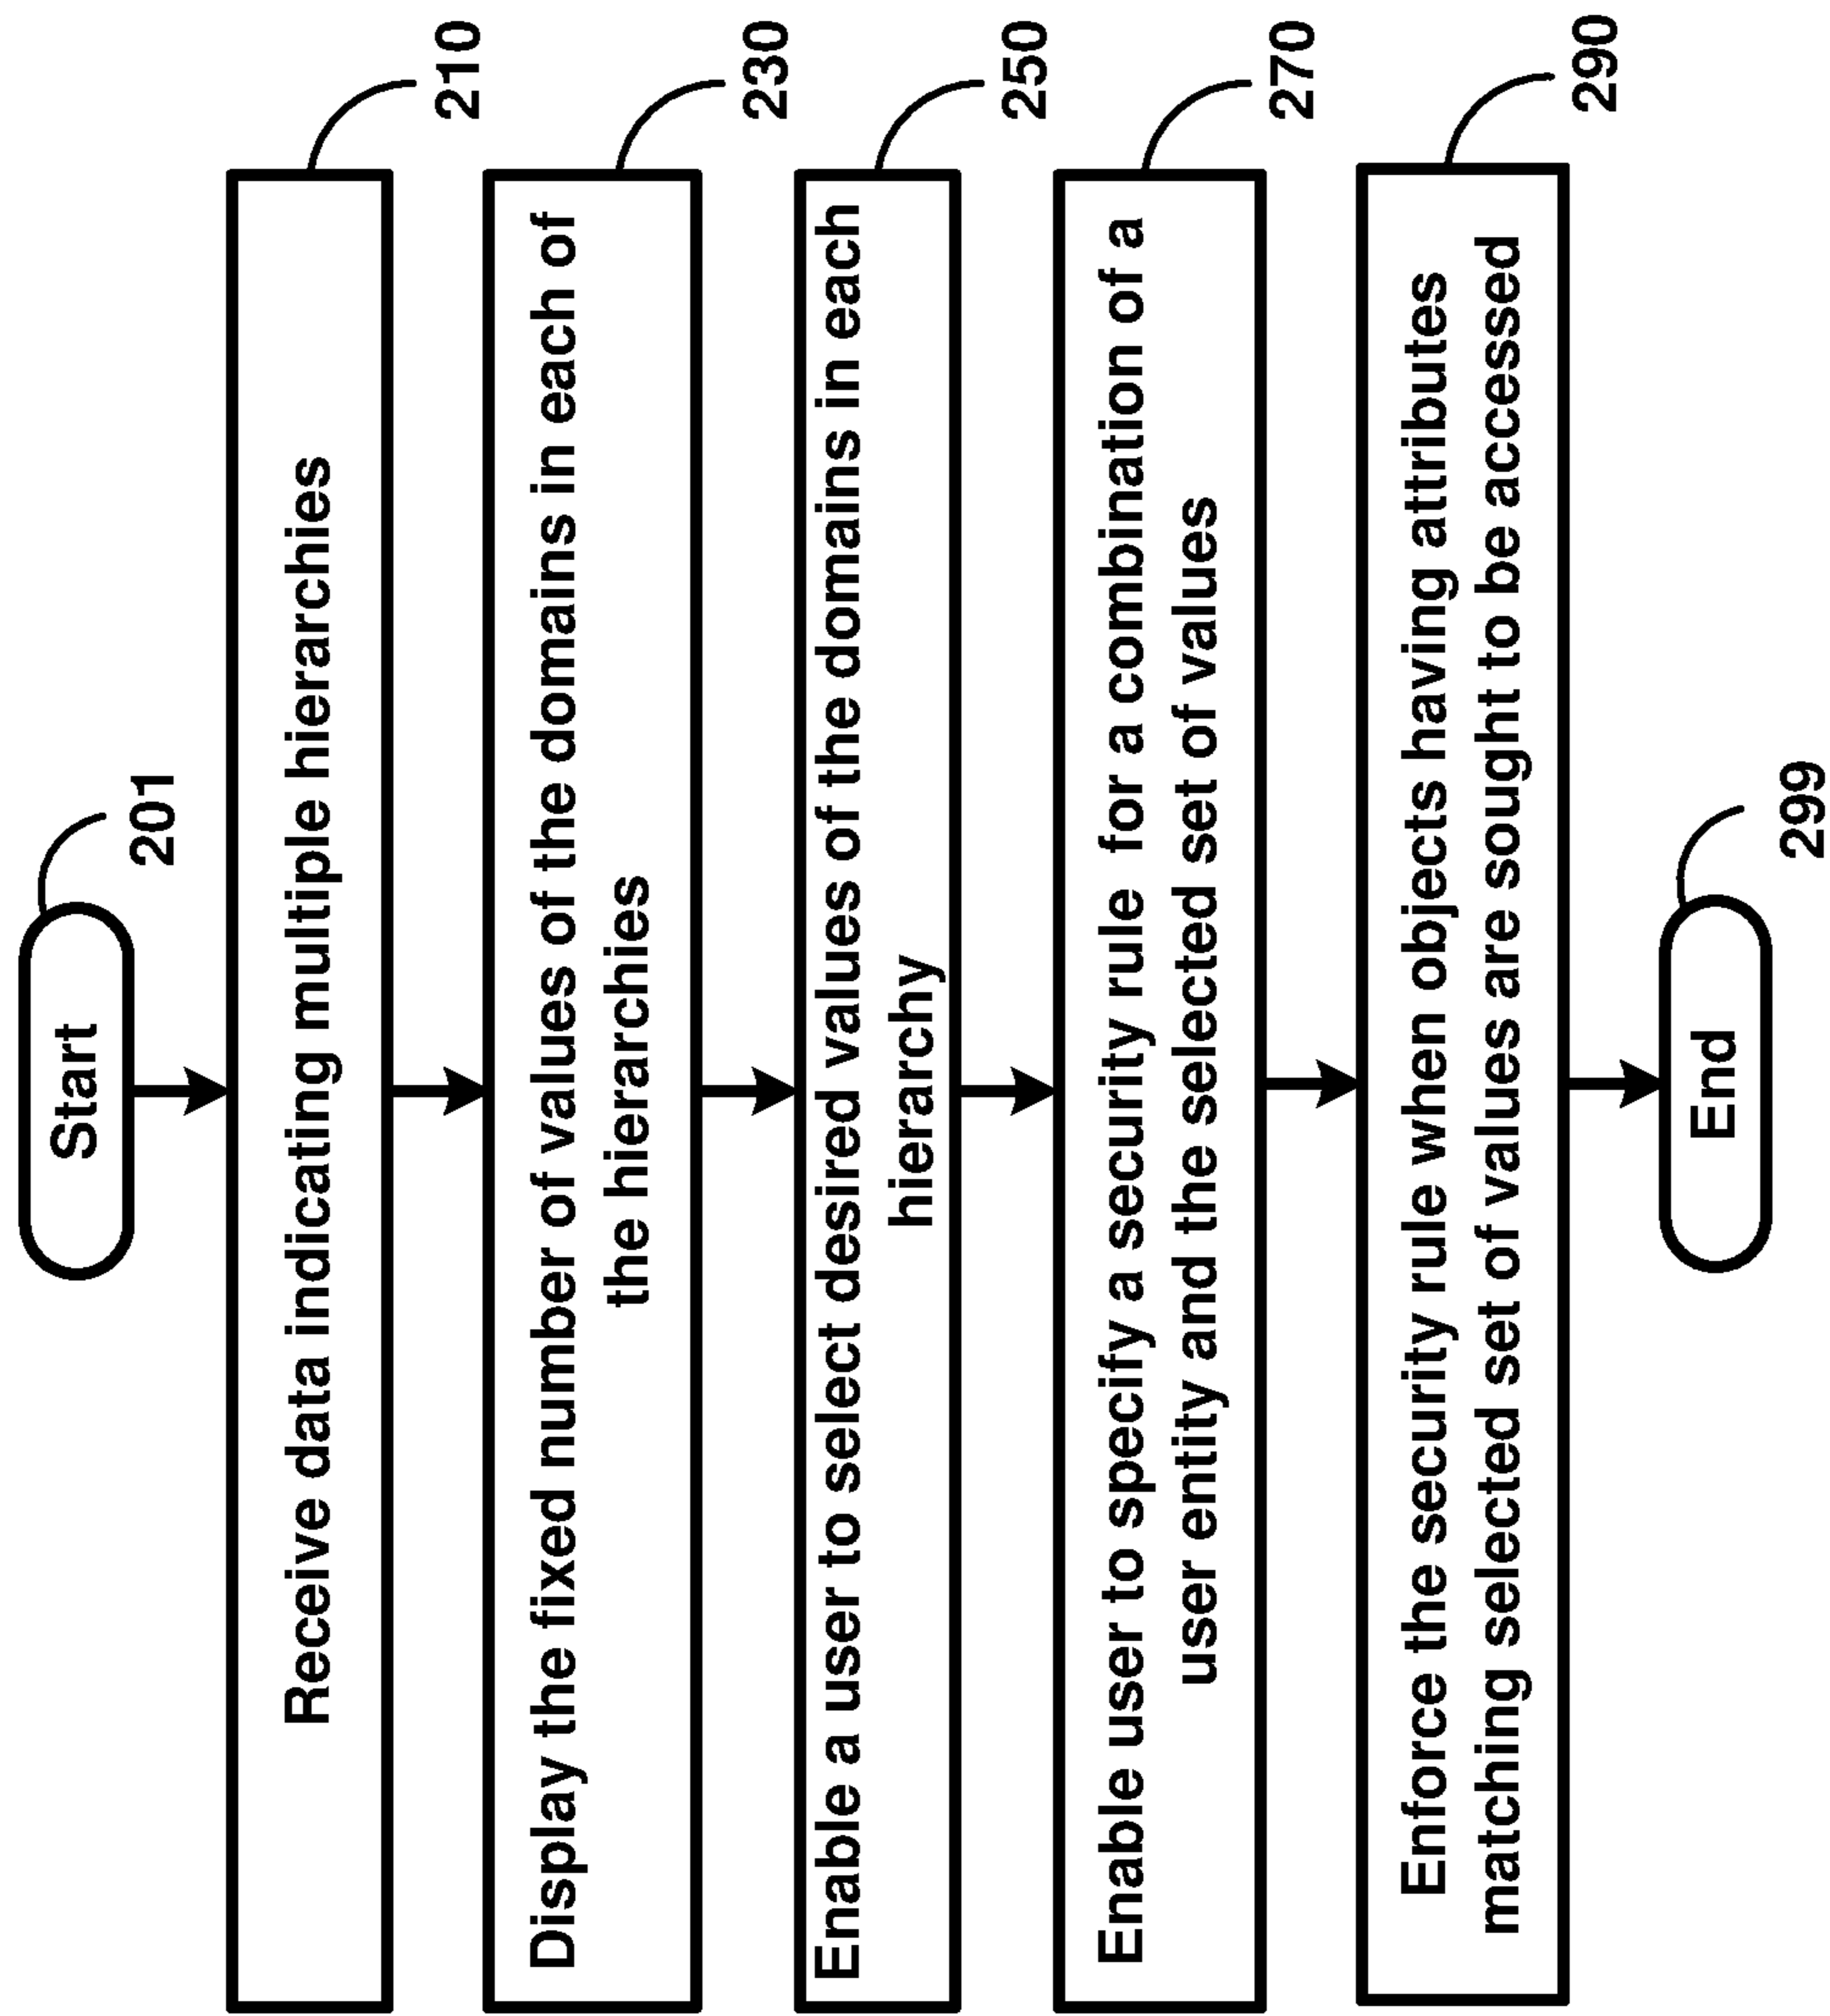 Start
201
Receive data indicating multiple hierarchies
210
Display the fixed number of values of the domains in each of
the hierarchies
230
Enable a user to select desired values of the domains in each
hierarchy
250
Enable user to specify a security rule for a combination of a
user entity and the selected set of values
270
Enforce the security rule when objects having attributes
matching selected set of values are sought to be accessed
290
End
299